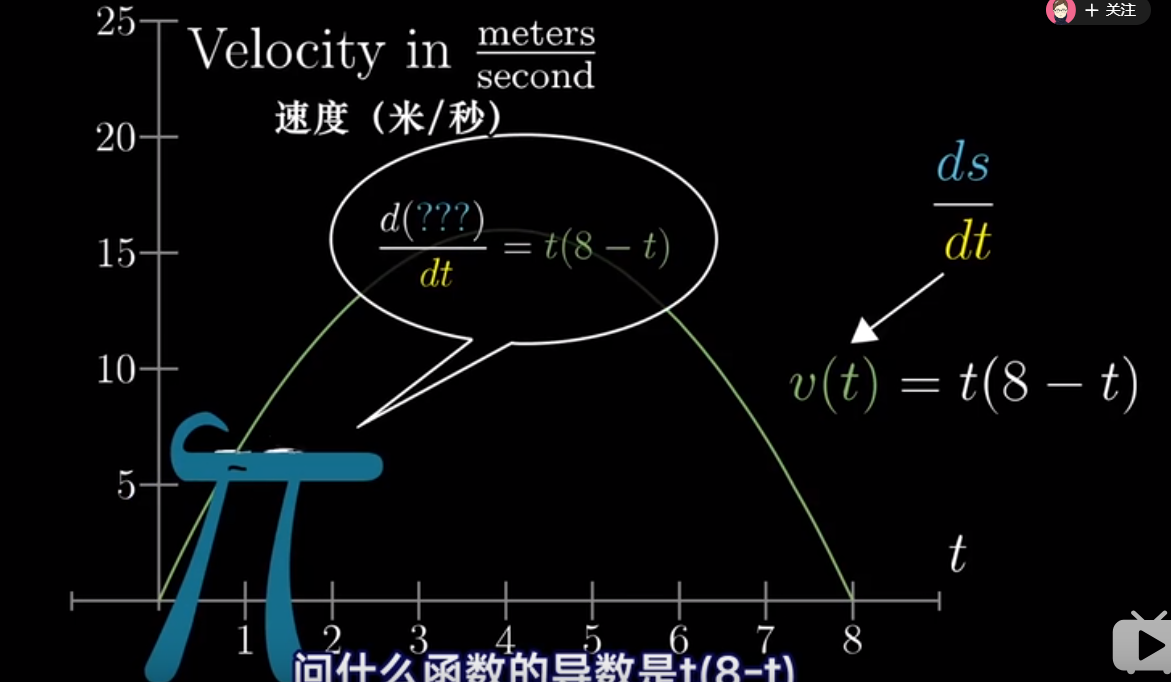 + 关注
25
Velocity in meters/second
速度（米/秒）
20
ds/dt
d(???)/dt = t(8 − t)
15
10
v(t) = t(8 − t)
5
t
1 2 3 4 5 6 7 8
问什么函数的导数是t(8-t)